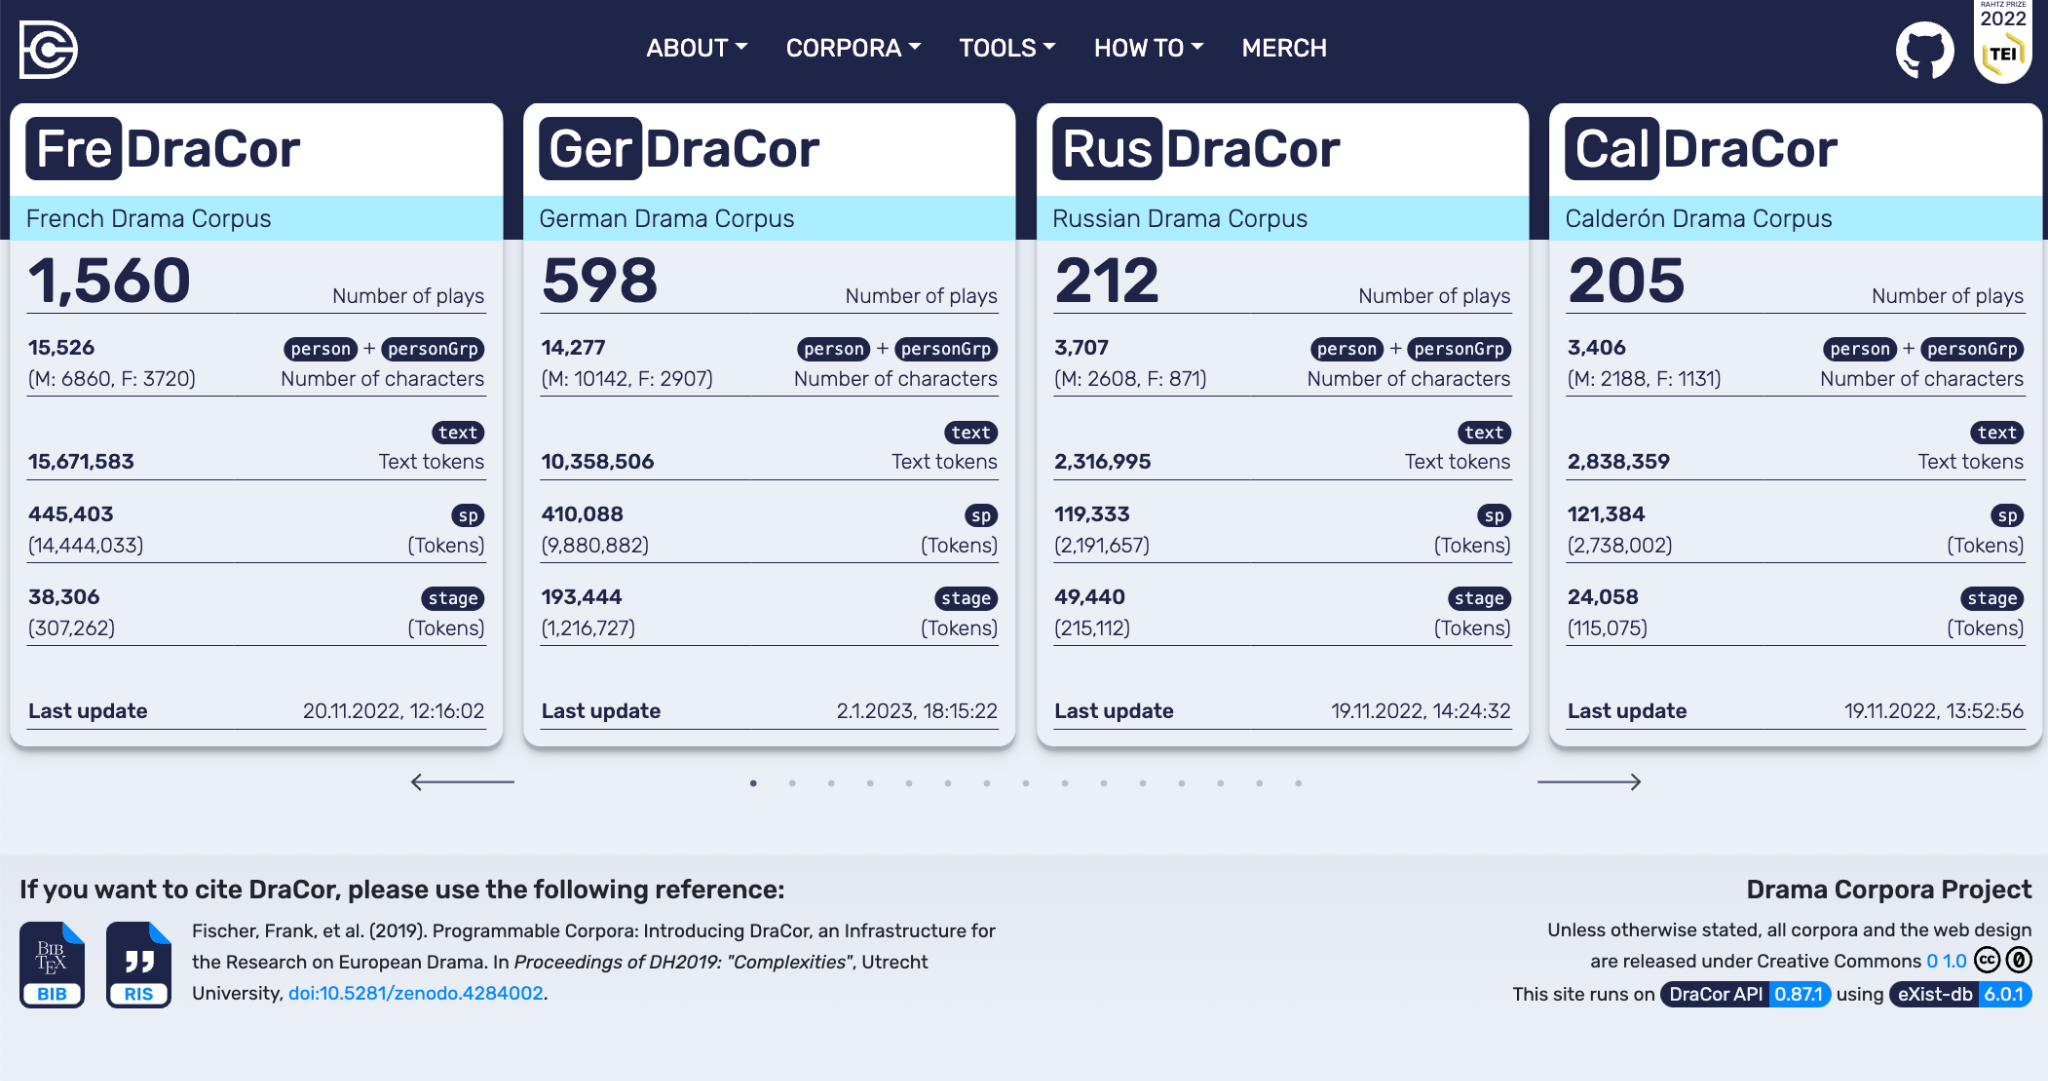 ABOUT CORPORA TOOLS HOW TO MERCH
RAHTZ PRIZE
2022
TEI
FreDraCor
French Drama Corpus
1,560 Number of plays
15,526 person + personGrp
(M: 6860, F: 3720) Number of characters
text
15,671,583 Text tokens
445,403 sp
(14,444,033) (Tokens)
38,306 stage
(307,262) (Tokens)
Last update 20.11.2022, 12:16:02
GerDraCor
German Drama Corpus
598 Number of plays
14,277 person + personGrp
(M: 10142, F: 2907) Number of characters
text
10,358,506 Text tokens
410,088 sp
(9,880,882) (Tokens)
193,444 stage
(1,216,727) (Tokens)
Last update 2.1.2023, 18:15:22
RusDraCor
Russian Drama Corpus
212 Number of plays
3,707 person + personGrp
(M: 2608, F: 871) Number of characters
text
2,316,995 Text tokens
119,333 sp
(2,191,657) (Tokens)
49,440 stage
(215,112) (Tokens)
Last update 19.11.2022, 14:24:32
CalDraCor
Calderón Drama Corpus
205 Number of plays
3,406 person + personGrp
(M: 2188, F: 1131) Number of characters
text
2,838,359 Text tokens
121,384 sp
(2,738,002) (Tokens)
24,058 stage
(115,075) (Tokens)
Last update 19.11.2022, 13:52:56
If you want to cite DraCor, please use the following reference:
BIB
TEX
BIB
RIS
Fischer, Frank, et al. (2019). Programmable Corpora: Introducing DraCor, an Infrastructure for
the Research on European Drama. In Proceedings of DH2019: "Complexities", Utrecht
University, doi:10.5281/zenodo.4284002.
Drama Corpora Project
Unless otherwise stated, all corpora and the web design
are released under Creative Commons 0 1.0 cc 0
This site runs on DraCor API 0.87.1 using eXist-db 6.0.1